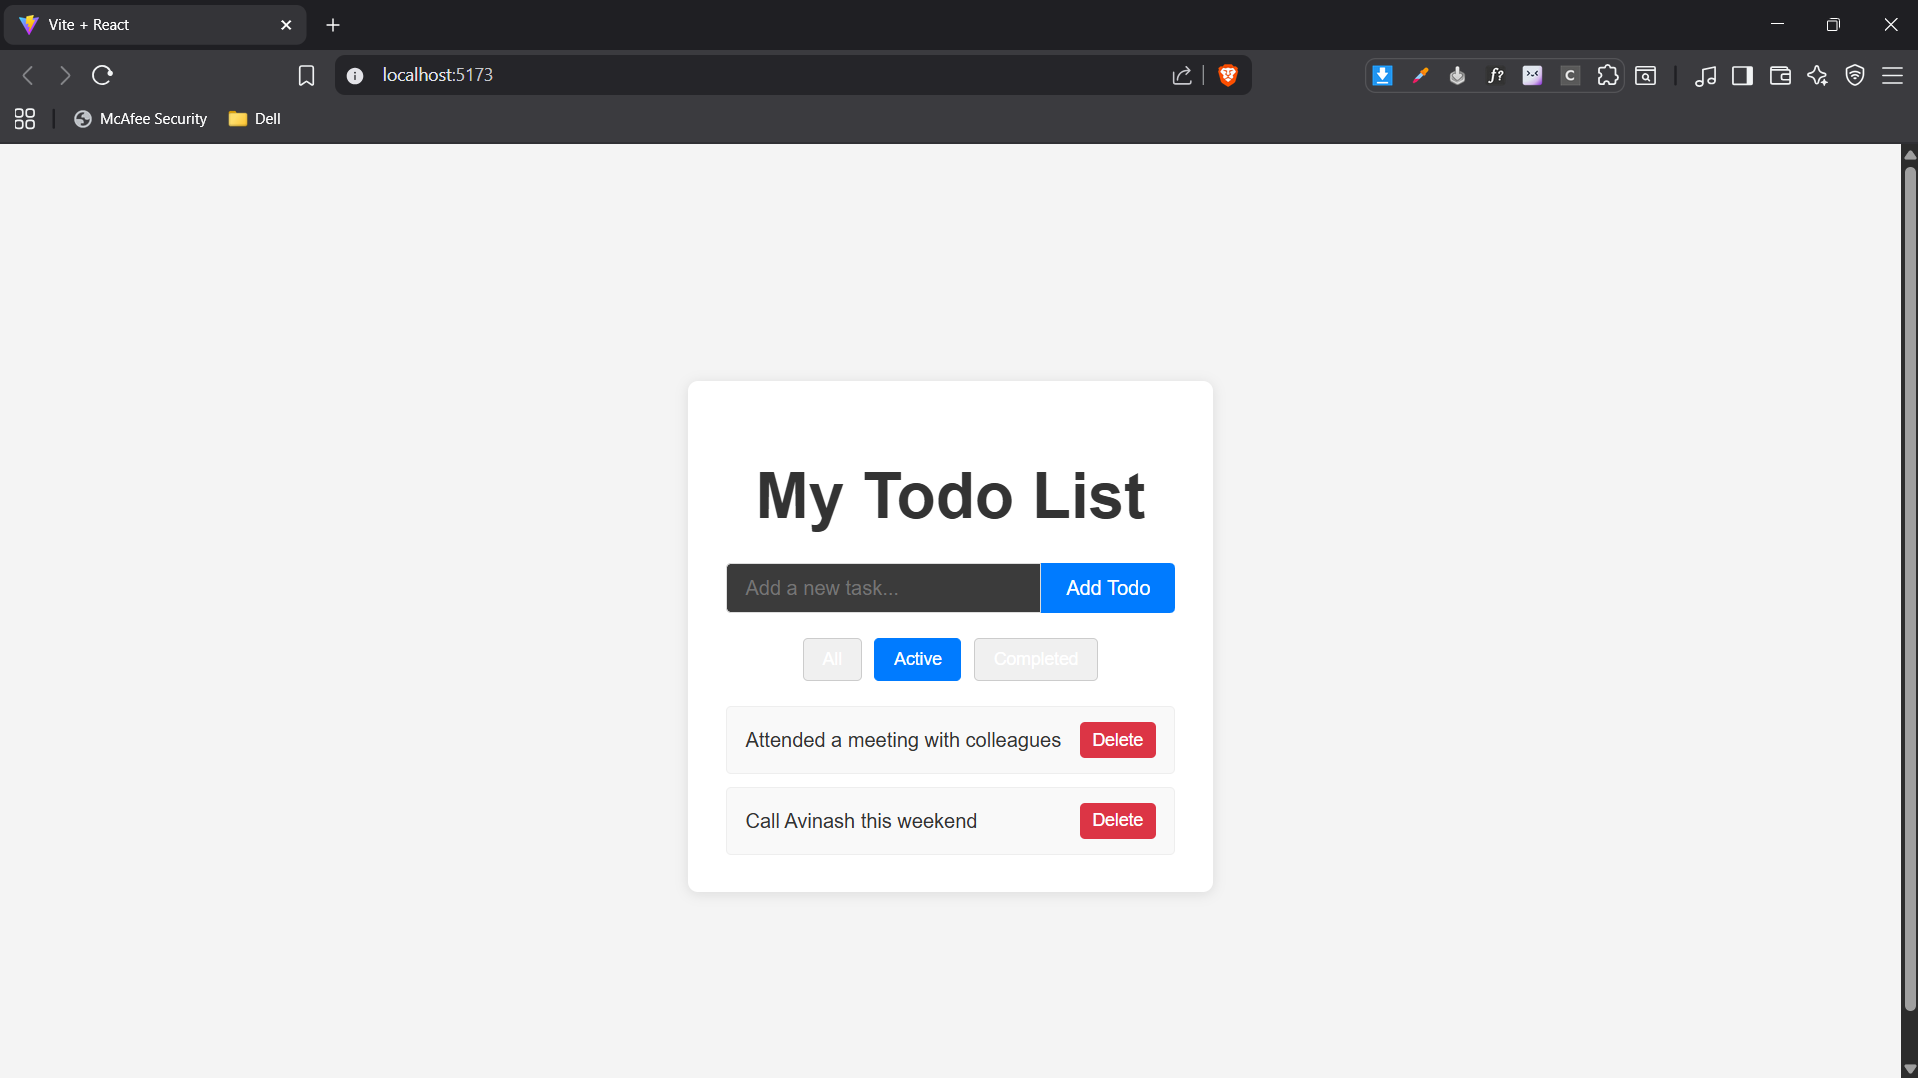 Vite + React
localhost:5173
f?
C
McAfee Security
Dell
My Todo List
Add a new task...
Add Todo
All
Active
Completed
Attended a meeting with colleagues
Delete
Call Avinash this weekend
Delete